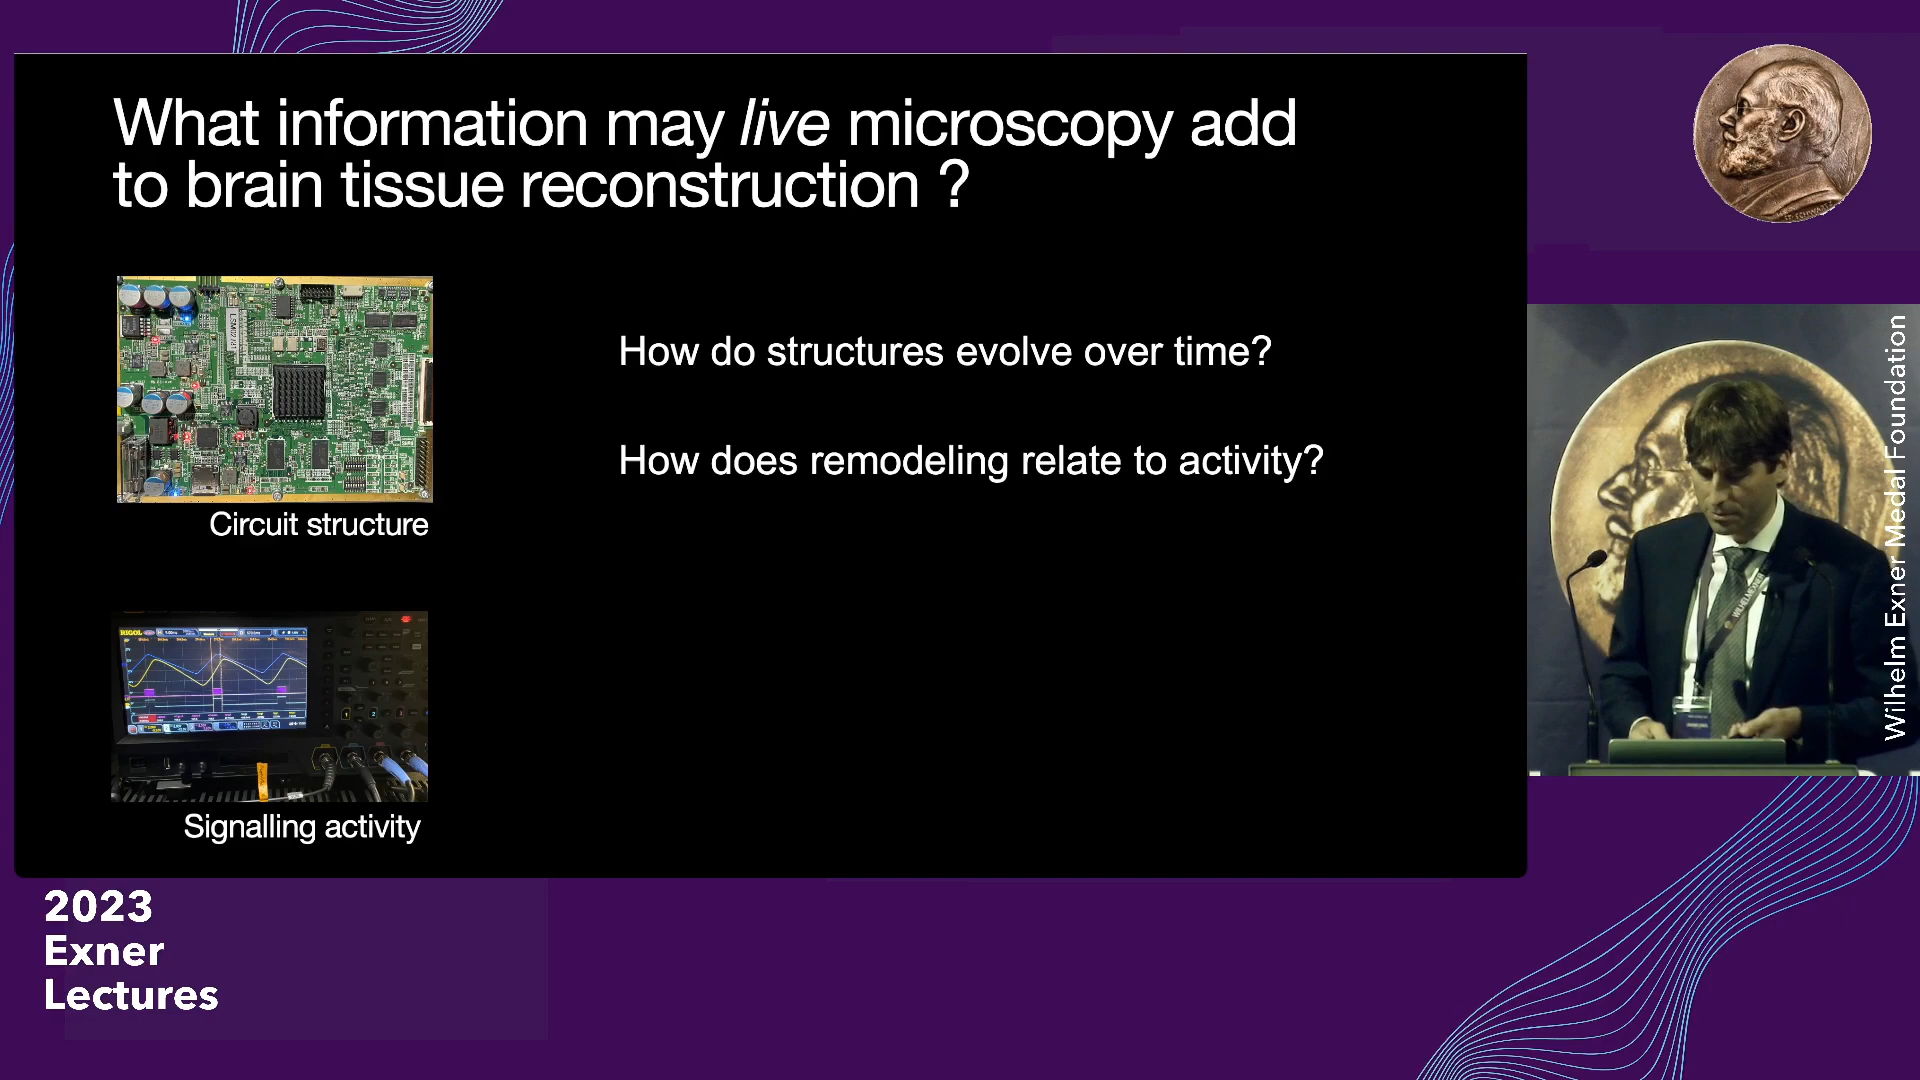 What information may live microscopy add
to brain tissue reconstruction ?
How do structures evolve over time?
How does remodeling relate to activity?
Circuit structure
RIGOL
Signalling activity
Wilhelm Exner Medal Foundation
2023
Exner
Lectures